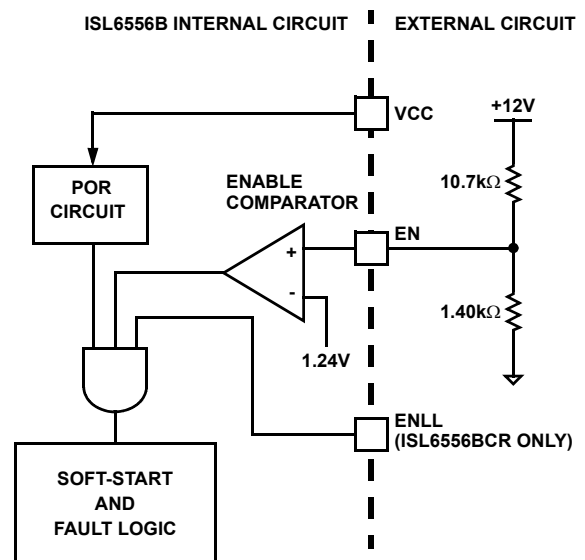 ISL6556B INTERNAL CIRCUIT
EXTERNAL CIRCUIT
VCC
+12V
POR
CIRCUIT
ENABLE
COMPARATOR
10.7kΩ
+
EN
-
1.40kΩ
1.24V
ENLL
(ISL6556BCR ONLY)
SOFT-START
AND
FAULT LOGIC